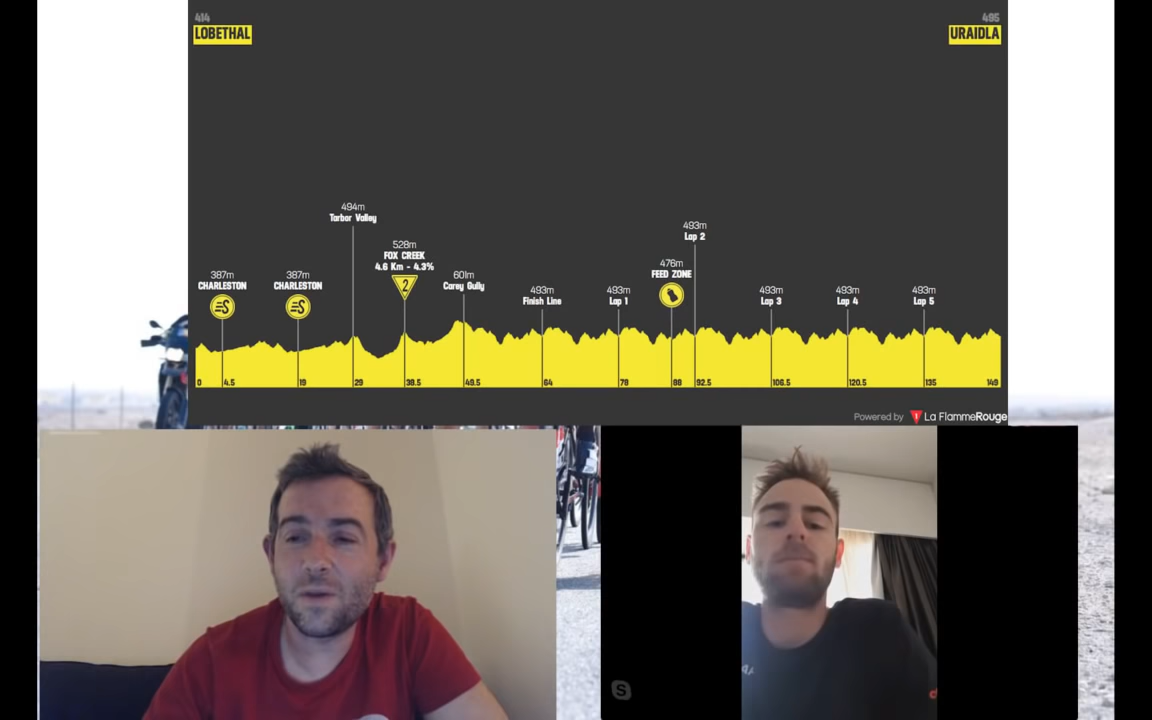 414
LOBETHAL
495
URAIDLA
494m
Tarbor Valley
528m
FOX CREEK
4.6 Km - 4.3%
2
387m
CHARLESTON
S
387m
CHARLESTON
S
601m
Carey Gully
493m
Finish Line
493m
Lap 1
476m
FEED ZONE
493m
Lap 2
493m
Lap 3
493m
Lap 4
493m
Lap 5
0
4.5
19
29
38.5
49.5
64
78
88
92.5
106.5
120.5
135
149
Powered by La FlammeRouge
S